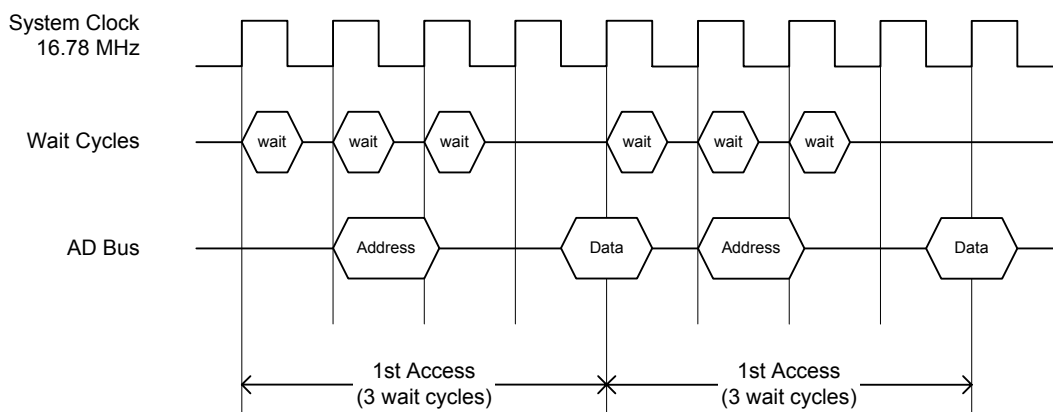 System Clock
16.78 MHz
Wait Cycles
wait wait wait wait wait wait
AD Bus
Address Data Address Data
1st Access 1st Access
(3 wait cycles) (3 wait cycles)